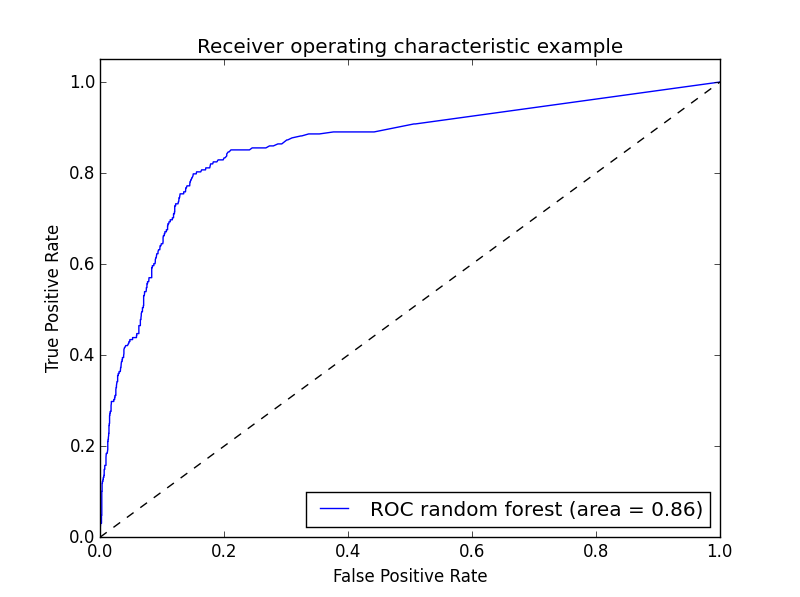 Receiver operating characteristic example
1.0
0.8
0.6
0.4
0.2
0.0
True Positive Rate
0.0 0.2 0.4 0.6 0.8 1.0
False Positive Rate
ROC random forest (area = 0.86)